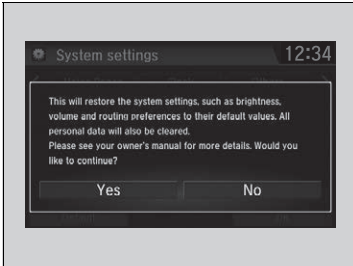 System settings 12:34
This will restore the system settings, such as brightness,
volume and routing preferences to their default values. All
personal data will also be cleared.
Please see your owner's manual for more details. Would you
like to continue?
Yes No
Default